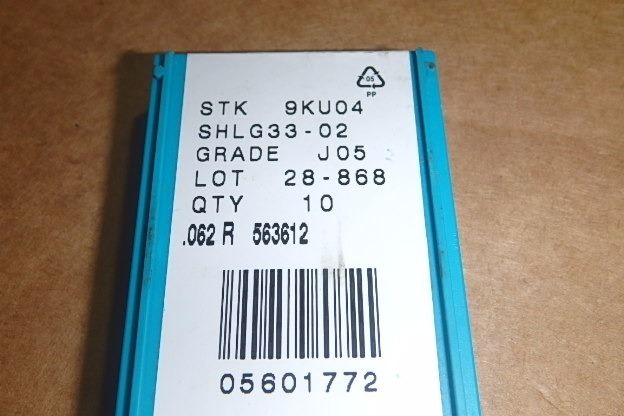 05
PP
STK 9KU04
SHLG33-02
GRADE J05
LOT 28-868
QTY 10
.062 R 563612
05601772